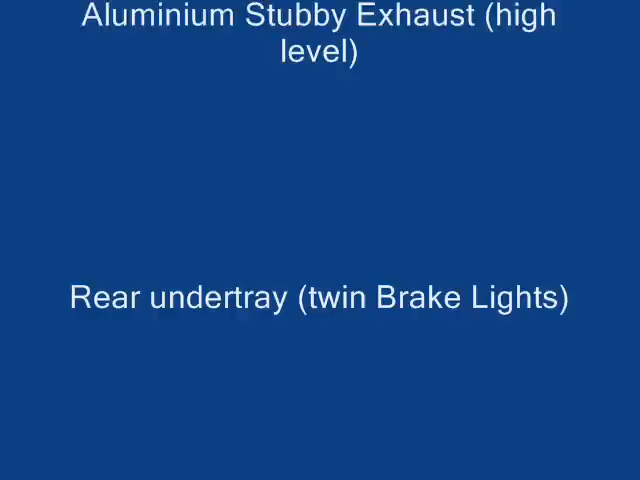 Aluminium Stubby Exhaust (high
level)
Rear undertray (twin Brake Lights)